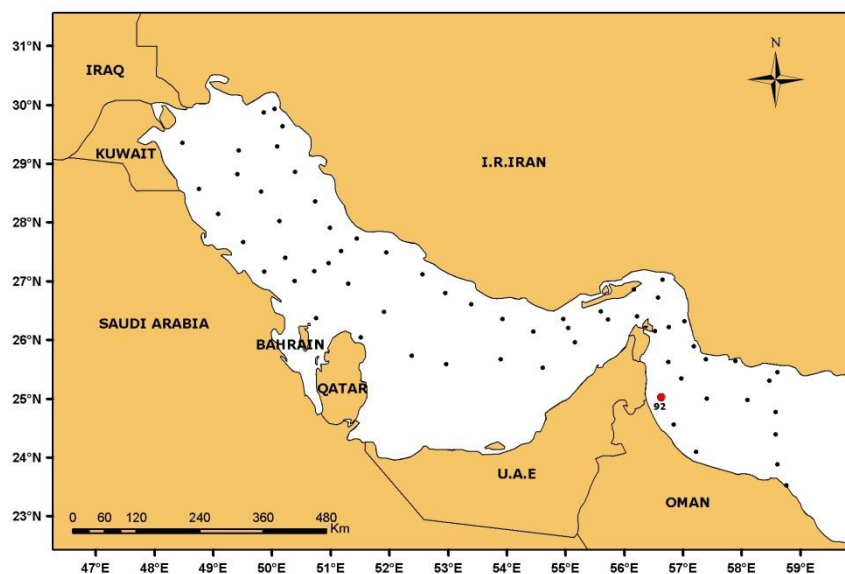 31°N
30°N
29°N
28°N
27°N
26°N
25°N
24°N
23°N
IRAQ
N
KUWAIT
I.R.IRAN
SAUDI ARABIA
BAHRAIN
QATAR
92
U.A.E
OMAN
0 60 120 240 360 480
Km
47°E 48°E 49°E 50°E 51°E 52°E 53°E 54°E 55°E 56°E 57°E 58°E 59°E